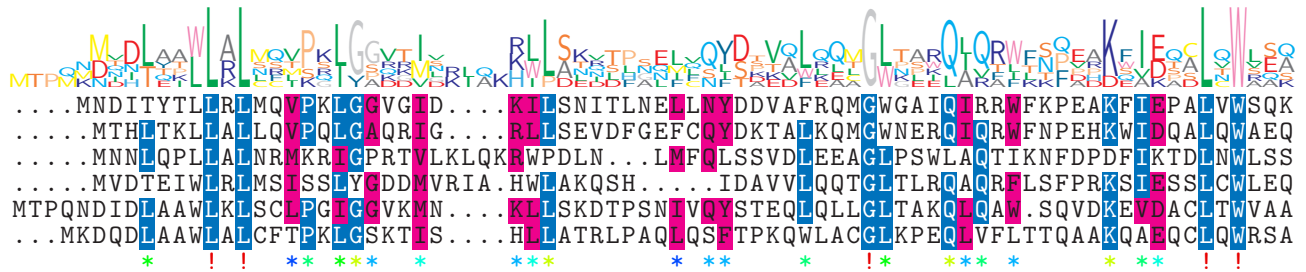 ....MNDITYTLLRLMQVPKLGGVGID....KILSNITLNELLNYDDVAFRQMGWGAIQIRRWFKPEAKFIEPALVWSQK
.....MTHLTKLLALLQVPQLGAQRIG....RLLSEVDFGEFCQYDKTALKQMGWNERQIQRWFNPEHKWIDQALQWAEQ
.....MNNLQPLLALNRMKRIGPRTVLKLQKRWPDLN...LMFQLSSVDLEEAGLPSWLAQTIKNFDPDFIKTDLNWLSS
.....MVDTEIWLRLMSISSLYGDDMVRIA.HWLAKQSH.....IDAVVLQQTGLTLRQAQRFLSFPRKSIESSLCWLEQ
MTPQNDIDLAAWLKLSCLPGIGGVKMN....KLLSKDTPSNIVQYSTEQLQLLGLTAKQLQAW.SQVDKEVDACLTWVAA
...MKDQDLAAWLALCFTPKLGSKTIS....HLLATRLPAQLQSFTPKQWLACGLKPEQLVFLTTQAAKQAEQCLQWRSA
* ! ! * * * * * * * * * * * * ! * * * * * * * * ! !